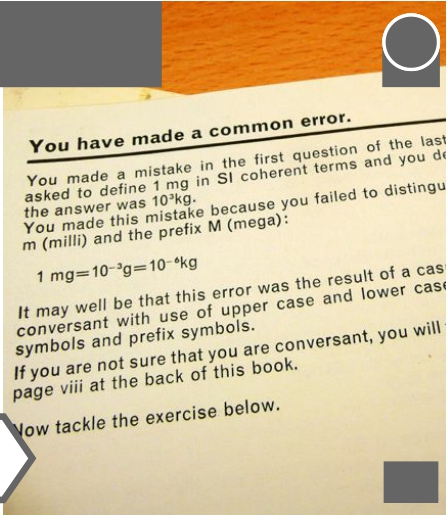 You have made a common error.
You made a mistake in the first question of the last
asked to define 1 mg in SI coherent terms and you
the answer was 10³kg.
You made this mistake because you failed to
m (milli) and the prefix M (mega):
1 mg=10⁻³g=10⁻⁶kg
It may well be that this error was the result of a
conversant with use of upper case and lower case
symbols and prefix symbols.
If you are not sure that you are conversant, you will
page viii at the back of this book.
Now tackle the exercise below.